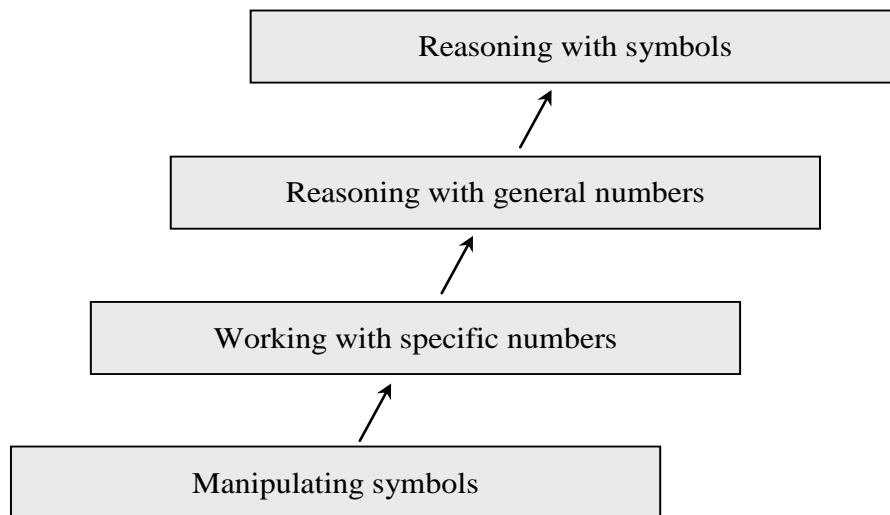 Reasoning with symbols
Reasoning with general numbers
Working with specific numbers
Manipulating symbols